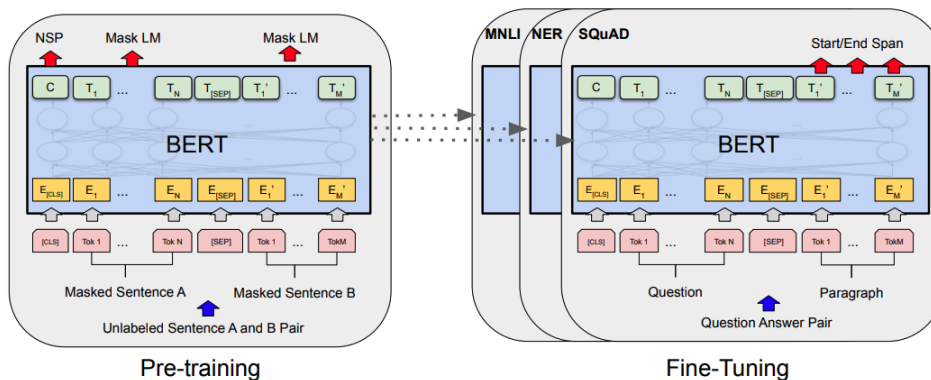 NSP Mask LM Mask LM
C T1 ... TN T[SEP] T1' ... TM'
BERT
E[CLS] E1 ... EN E[SEP] E1' ... EM'
[CLS] Tok 1 ... Tok N [SEP] Tok 1 ... TokM
Masked Sentence A Masked Sentence B
Unlabeled Sentence A and B Pair
Pre-training
MNLI NER SQuAD
Start/End Span
C T1 ... TN T[SEP] T1' ... TM'
BERT
E[CLS] E1 ... EN E[SEP] E1' ... EM'
[CLS] Tok 1 ... Tok N [SEP] Tok 1 ... TokM
Question Paragraph
Question Answer Pair
Fine-Tuning